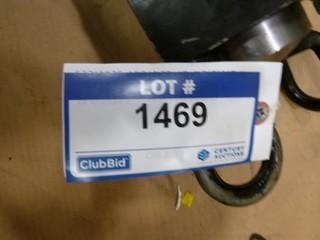 LOT #
1469
ClubBid
CENTURY
AUCTIONS